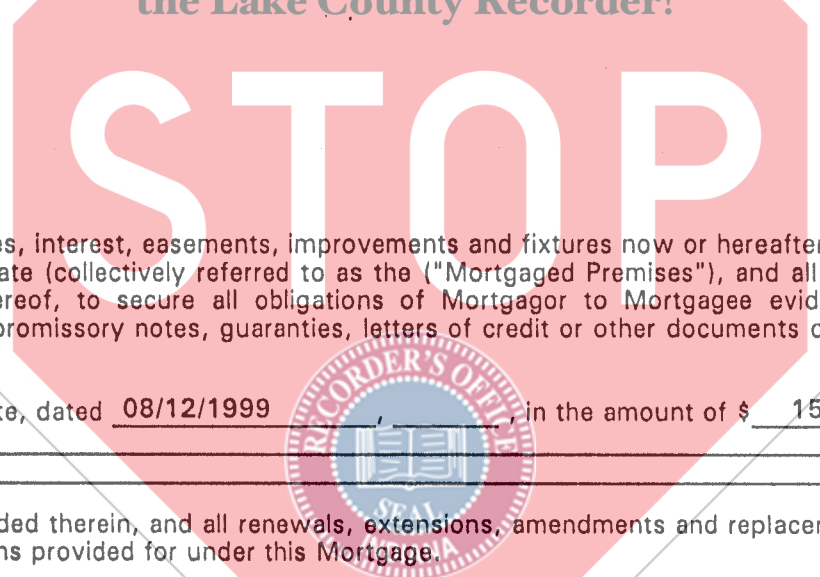 the Lake County Recorder!
STOP
es, interest, easements, improvements and fixtures now or hereafter
ate (collectively referred to as the ("Mortgaged Premises"), and all
ereof, to secure all obligations of Mortgagor to Mortgagee evid
promissory notes, guaranties, letters of credit or other documents o
te, dated 08/12/1999 , , in the amount of $ 15
RECORDER'S OFFICE
SEAL
INDIANA
ded therein, and all renewals, extensions, amendments and replacem
ns provided for under this Mortgage.